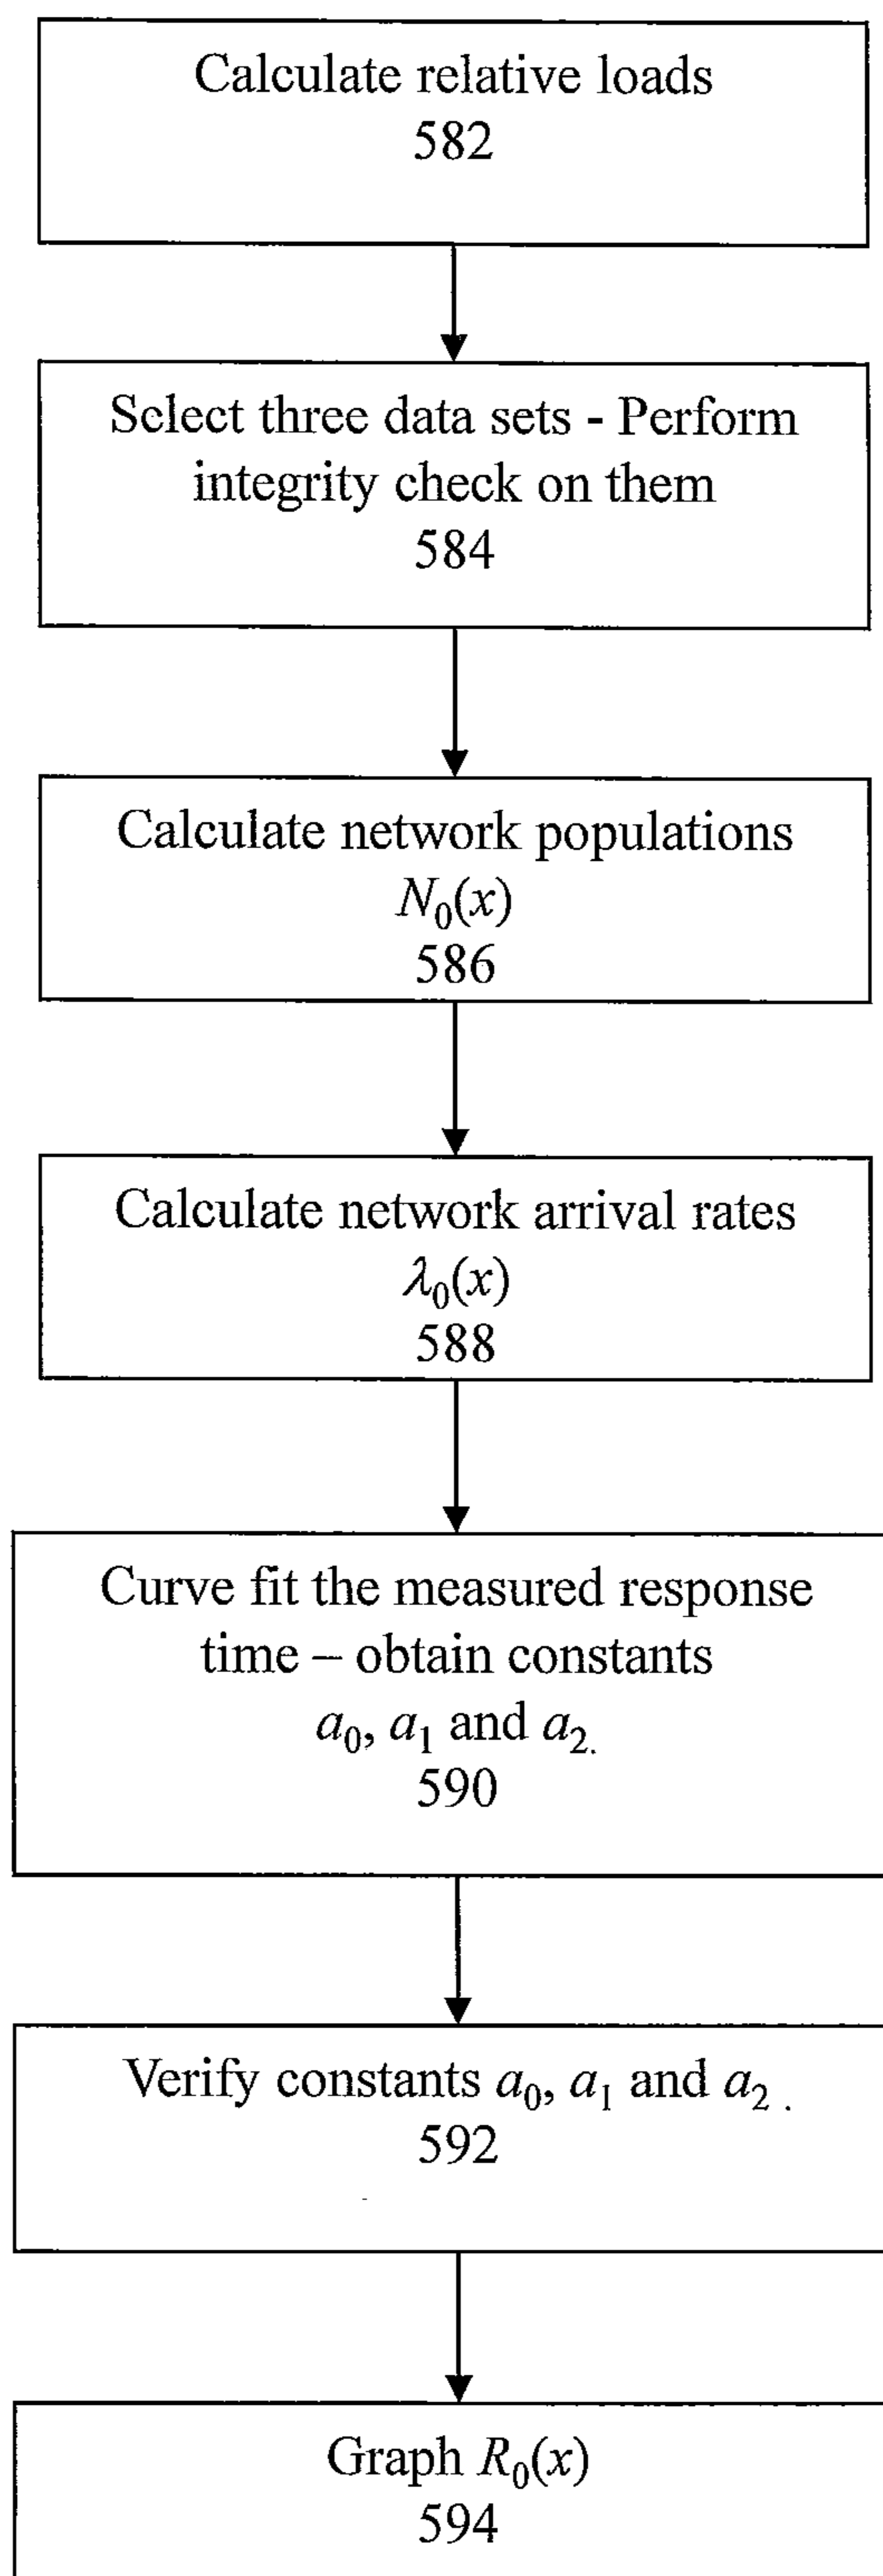 Calculate relative loads
582
Select three data sets - Perform
integrity check on them
584
Calculate network populations
N₀(x)
586
Calculate network arrival rates
λ₀(x)
588
Curve fit the measured response
time – obtain constants
a₀, a₁ and a₂.
590
Verify constants a₀, a₁ and a₂ .
592
Graph R₀(x)
594